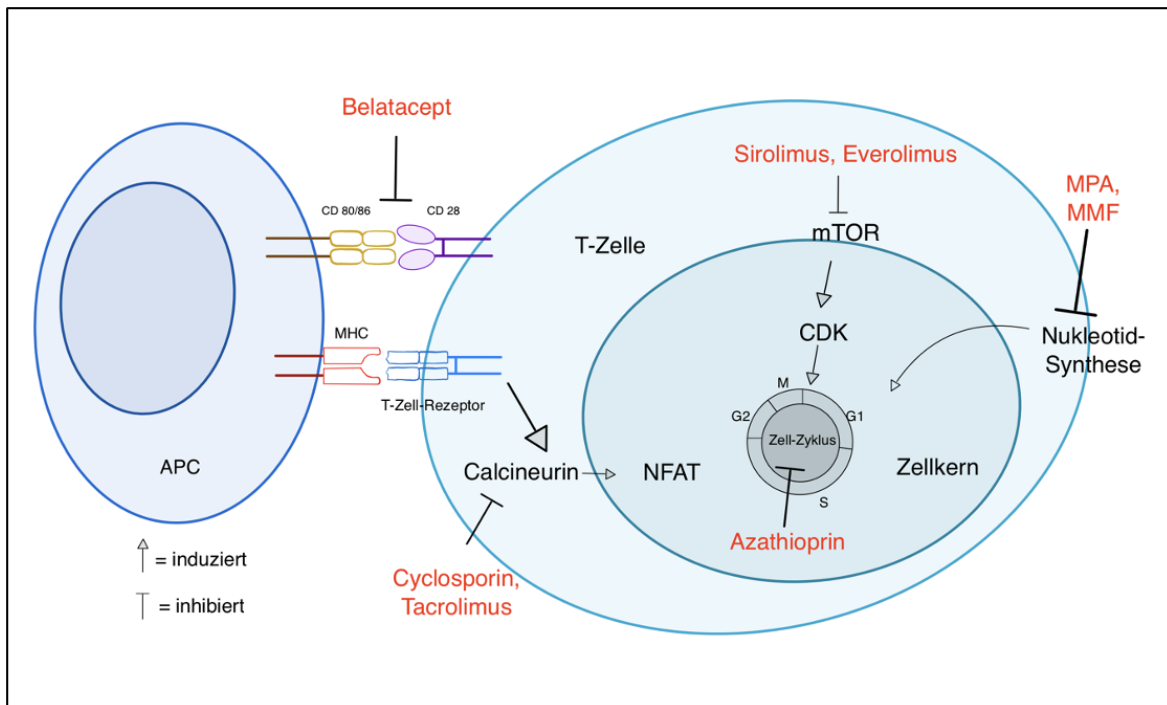 Belatacept
CD 80/86
CD 28
Sirolimus, Everolimus
MPA,
MMF
T-Zelle
mTOR
CDK
Nukleotid-
Synthese
MHC
T-Zell-Rezeptor
APC
M
G2
G1
Zell-Zyklus
S
Calcineurin
NFAT
Zellkern
Azathioprin
Cyclosporin,
Tacrolimus
= induziert
= inhibiert